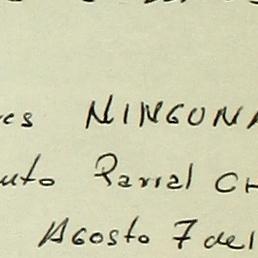 es NINGUNA
uto Parral CH
Agosto 7 del